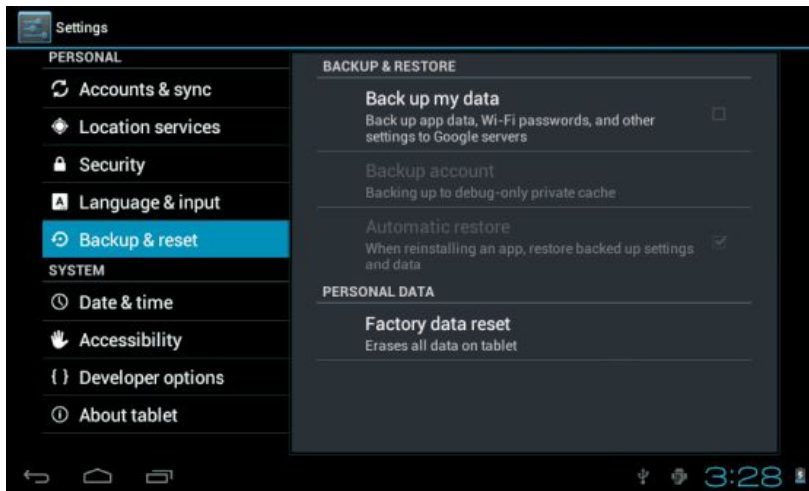 Settings
PERSONAL
Accounts & sync
Location services
Security
A Language & input
Backup & reset
SYSTEM
Date & time
Accessibility
{ } Developer options
About tablet
BACKUP & RESTORE
Back up my data
Back up app data, Wi-Fi passwords, and other
settings to Google servers
Backup account
Backing up to debug-only private cache
Automatic restore
When reinstalling an app, restore backed up settings
and data
PERSONAL DATA
Factory data reset
Erases all data on tablet
3:28